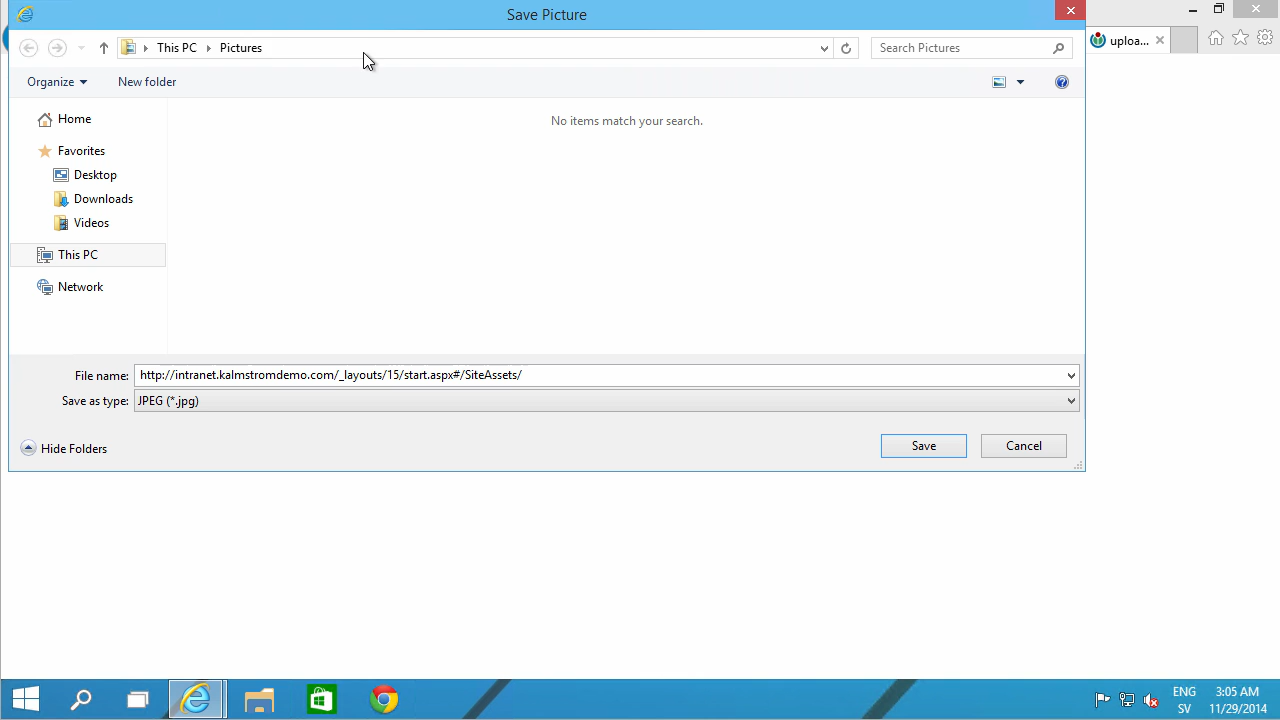 Save Picture
This PC Pictures
Search Pictures
uploa...
Organize
New folder
Home
No items match your search.
Favorites
Desktop
Downloads
Videos
This PC
Network
File name: http://intranet.kalmstromdemo.com/_layouts/15/start.aspx#/SiteAssets/
Save as type: JPEG (*.jpg)
Hide Folders
Save
Cancel
ENG
3:05 AM
SV
11/29/2014